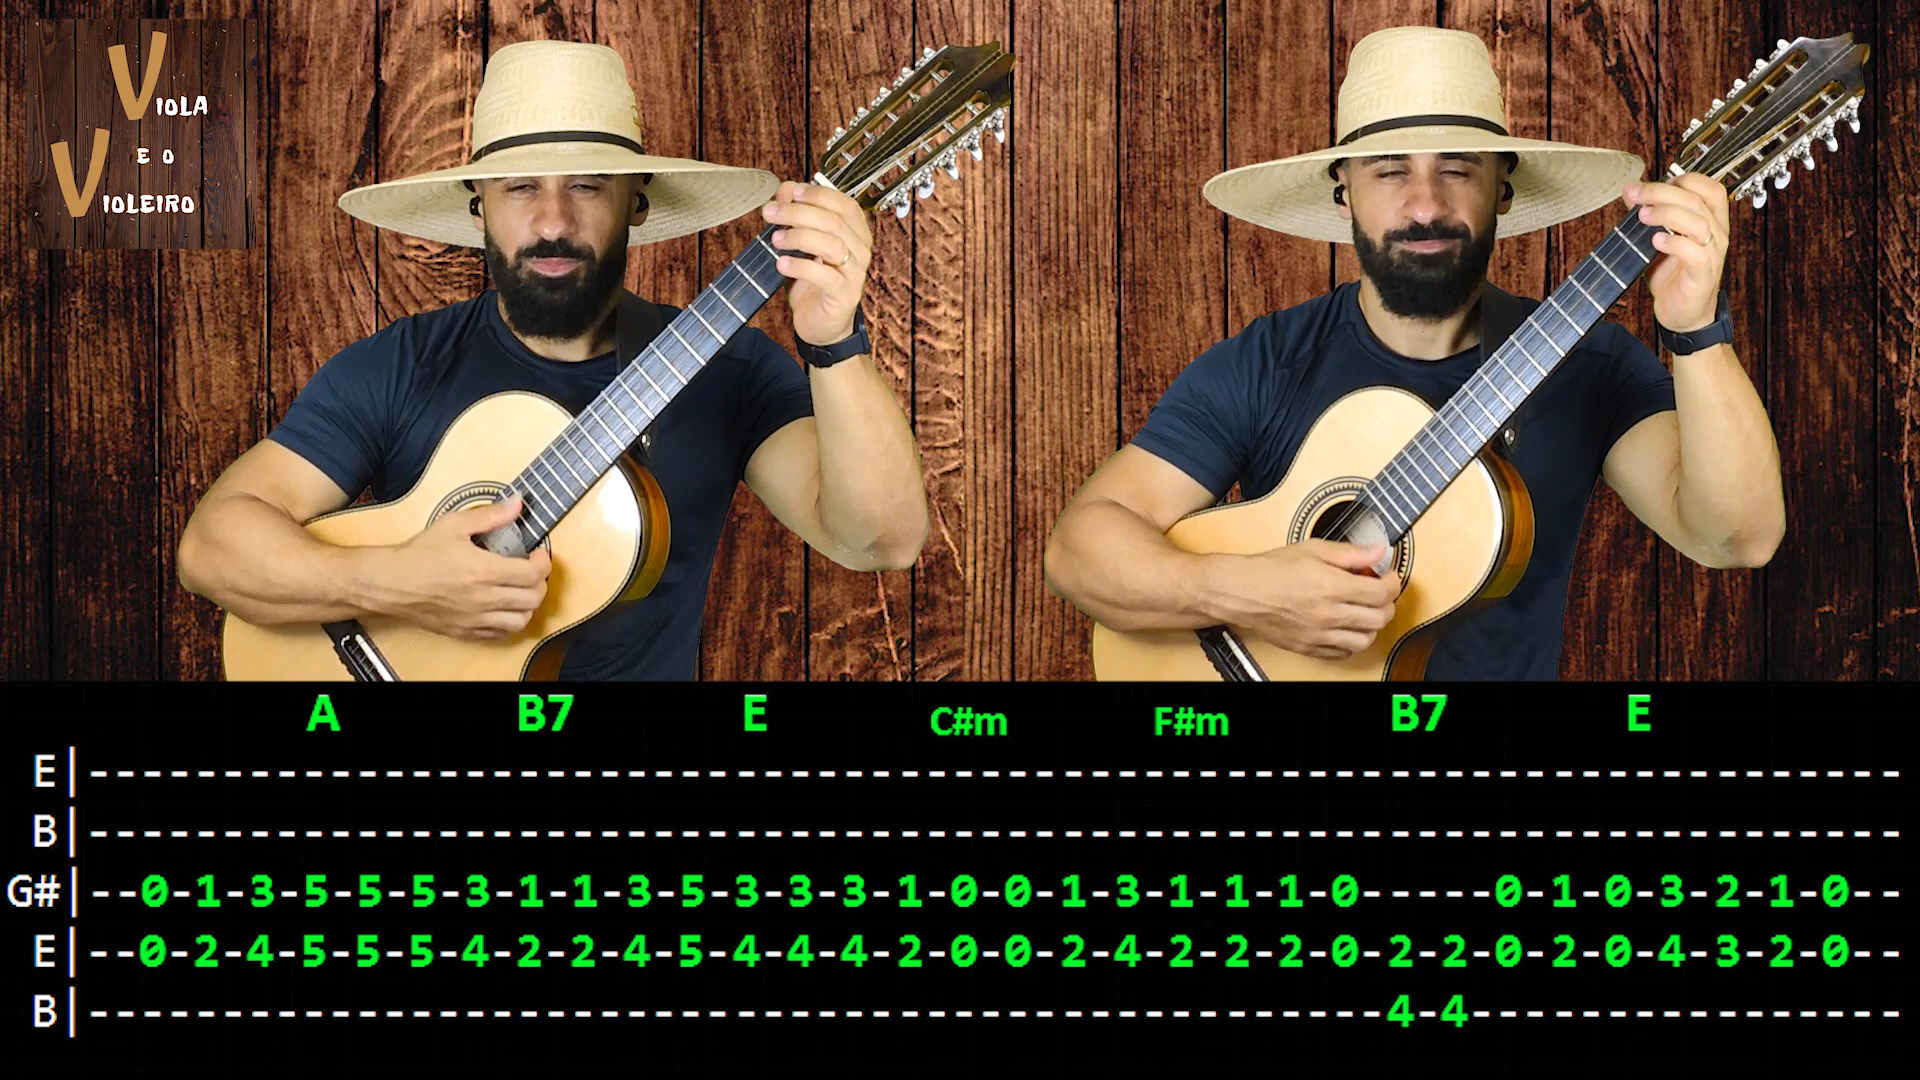 VIOLA
E O
VIOLEIRO
A B7 E C#m F#m B7 E
E|-------------------------------------------------------------------
B|-------------------------------------------------------------------
G#|--0-1-3-5-5-5-3-1-1-3-5-3-3-3-1-0-0-1-3-1-1-1-0-----0-1-0-3-2-1-0--
E|--0-2-4-5-5-5-4-2-2-4-5-4-4-4-2-0-0-2-4-2-2-2-0-2-2-0-2-0-4-3-2-0--
B|------------------------------------------------4-4----------------